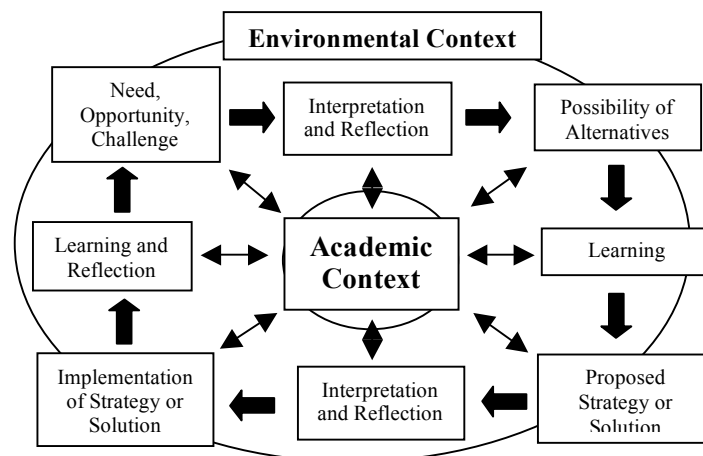 Environmental Context
Need,
Opportunity,
Challenge
Interpretation
and Reflection
Possibility of
Alternatives
Learning and
Reflection
Academic
Context
Learning
Implementation
of Strategy or
Solution
Interpretation
and Reflection
Proposed
Strategy or
Solution